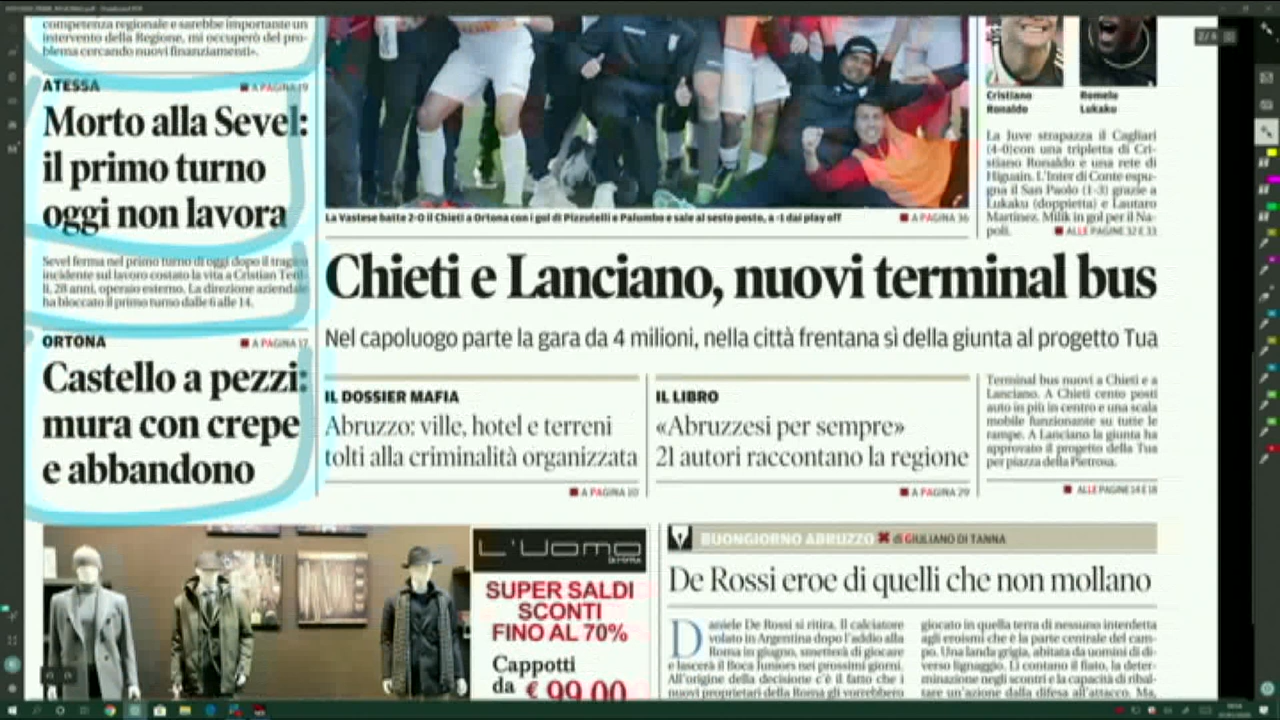 competenza regionale e sarebbe importante un
intervento della Regione, mi occuperò del pro-
blema cercando nuovi finanziamenti».
ATESSA
A PAGINA 19
Morto alla Sevel:
il primo turno
oggi non lavora
Sevel ferma nel primo turno di oggi dopo il tragico
incidente sul lavoro costato la vita a Cristian
li, 28 anni, operaio esterno. La direzione aziendale
ha bloccato il primo turno dalle 6 alle 14.
ORTONA
A PAGINA 17
Castello a pezzi:
mura con crepe
e abbandono
La Vastese batte 2-0 il Chieti a Ortona con i gol di Pizzutelli e Palombo e sale al sesto posto, a -1 dai play off
A PAGINA 36
2 / 4
Cristiano
Ronaldo
Romelu
Lukaku
La Juve strapazza il Cagliari
(4-0)con una tripletta di Cri-
stiano Ronaldo e una rete di
Higuain. L'Inter di Conte espu-
gna il San Paolo (1-3) grazie a
Lukaku (doppietta) e Lautaro
Martinez. Milik in gol per il Na-
poli.
ALLE PAGINE 32 E 33
Chieti e Lanciano, nuovi terminal bus
Nel capoluogo parte la gara da 4 milioni, nella città frentana sì della giunta al progetto Tua
IL DOSSIER MAFIA
Abruzzo: ville, hotel e terreni
tolti alla criminalità organizzata
A PAGINA 10
IL LIBRO
«Abruzzesi per sempre»
21 autori raccontano la regione
A PAGINA 29
Terminal bus nuovi a Chieti e a
Lanciano. A Chieti cento posti
auto in più in centro e una scala
mobile funzionante su tutte le
rampe. A Lanciano la giunta ha
approvato il progetto della Tua
per piazza della Pietrosa.
ALLE PAGINE 14 E 18
L'Uomo
SUPER SALDI
SCONTI
FINO AL 70%
Cappotti
da € 99,00
BUONGIORNO ABRUZZO di GIULIANO DI TANNA
De Rossi eroe di quelli che non mollano
Daniele De Rossi si ritira. Il calciatore
volato in Argentina dopo l'addio alla
Roma in giugno, smetterà di giocare
e lascerà il Boca Juniors nei prossimi giorni.
All'origine della decisione c'è il fatto che i
nuovi proprietari della Roma gli vorrebbero
giocato in quella terra di nessuno interdetta
agli eroismi che è la parte centrale del cam-
po. Una landa grigia, abitata da uomini di di-
verso lignaggio. Lì contano il fiato, la deter-
minazione negli scontri e la capacità di ribal-
tare un'azione dalla difesa all'attacco. Ma,